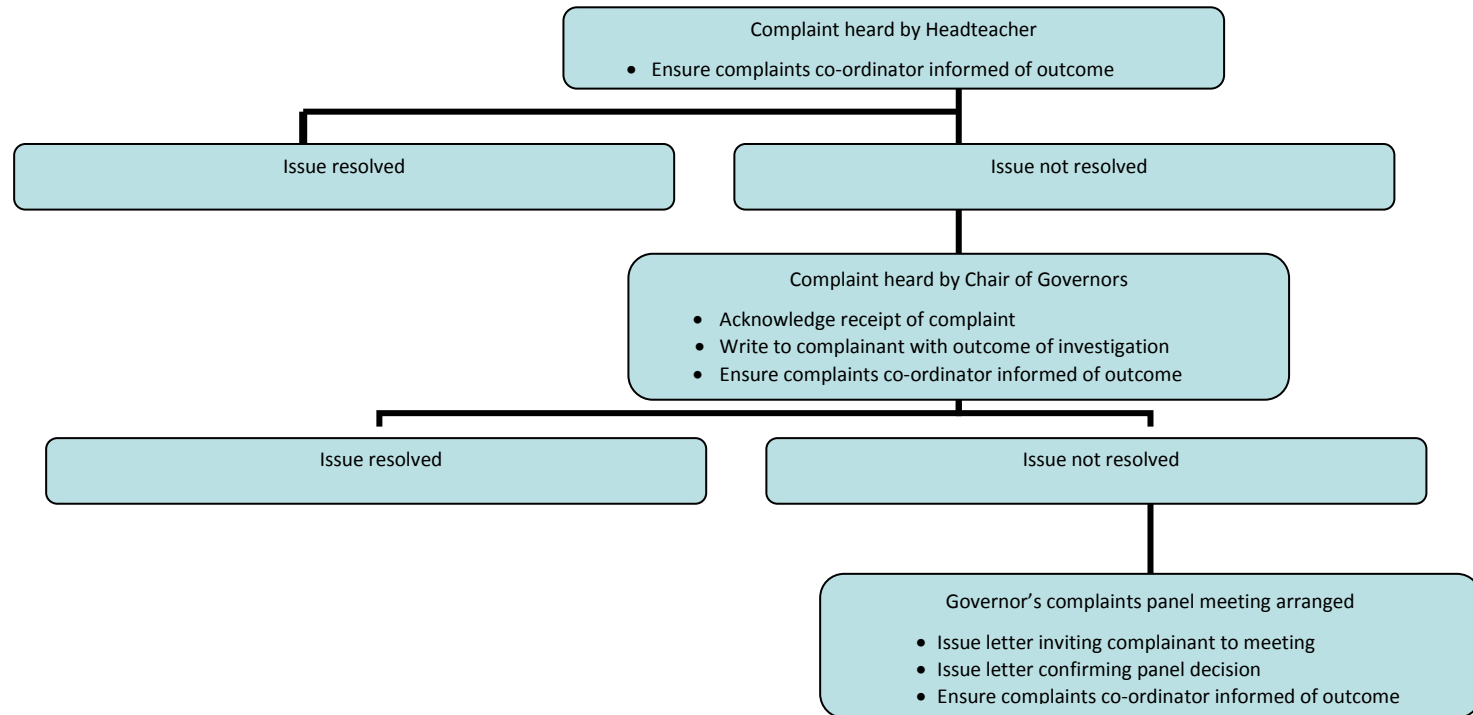 Complaint heard by Headteacher
• Ensure complaints co-ordinator informed of outcome
Issue resolved
Issue not resolved
Complaint heard by Chair of Governors
• Acknowledge receipt of complaint
• Write to complainant with outcome of investigation
• Ensure complaints co-ordinator informed of outcome
Issue resolved
Issue not resolved
Governor’s complaints panel meeting arranged
• Issue letter inviting complainant to meeting
• Issue letter confirming panel decision
• Ensure complaints co-ordinator informed of outcome